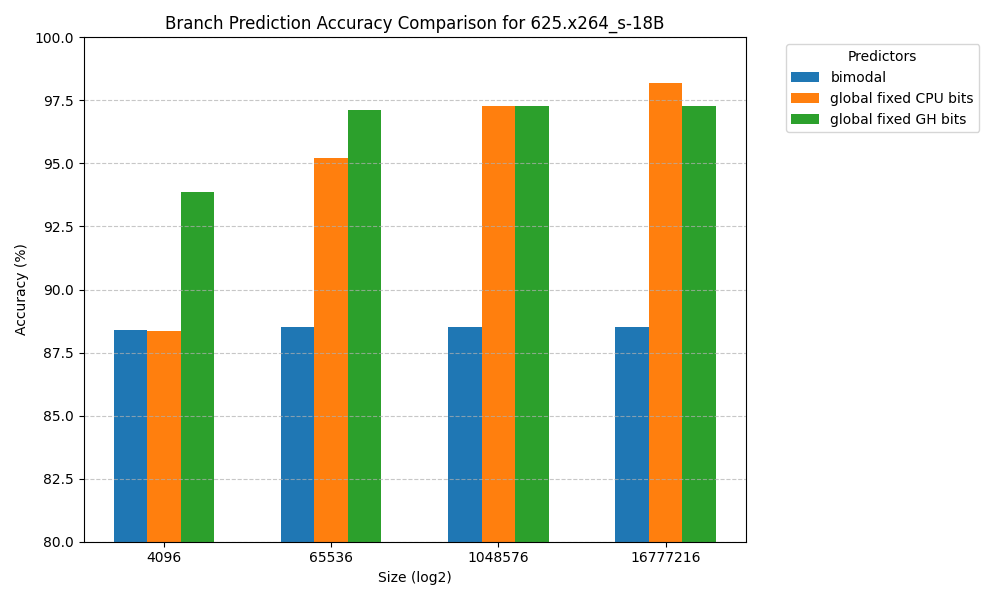 Branch Prediction Accuracy Comparison for 625.x264_s-18B
100.0
97.5
95.0
92.5
90.0
87.5
85.0
82.5
80.0
Accuracy (%)
4096
65536
1048576
16777216
Size (log2)
Predictors
bimodal
global fixed CPU bits
global fixed GH bits